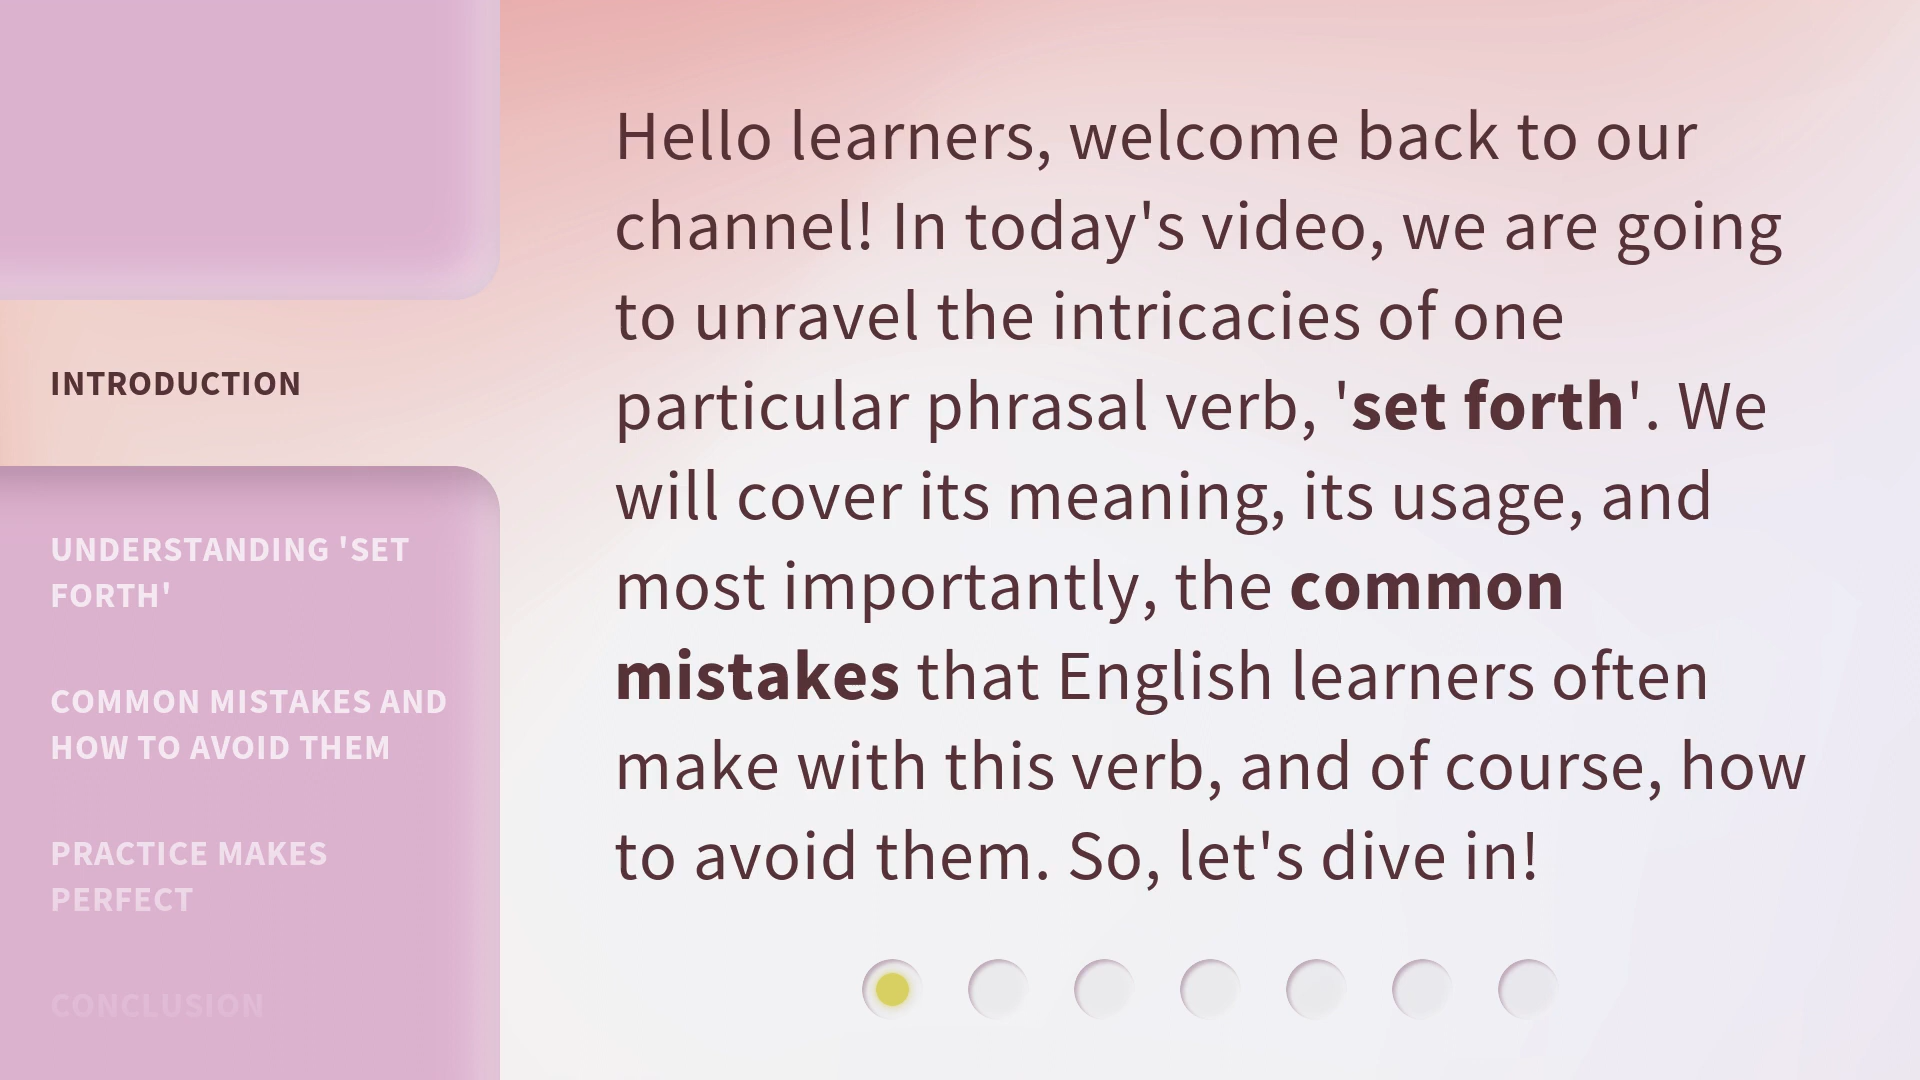 INTRODUCTION
UNDERSTANDING 'SET
FORTH'
COMMON MISTAKES AND
HOW TO AVOID THEM
PRACTICE MAKES
PERFECT
CONCLUSION
Hello learners, welcome back to our
channel! In today's video, we are going
to unravel the intricacies of one
particular phrasal verb, 'set forth'. We
will cover its meaning, its usage, and
most importantly, the common
mistakes that English learners often
make with this verb, and of course, how
to avoid them. So, let's dive in!